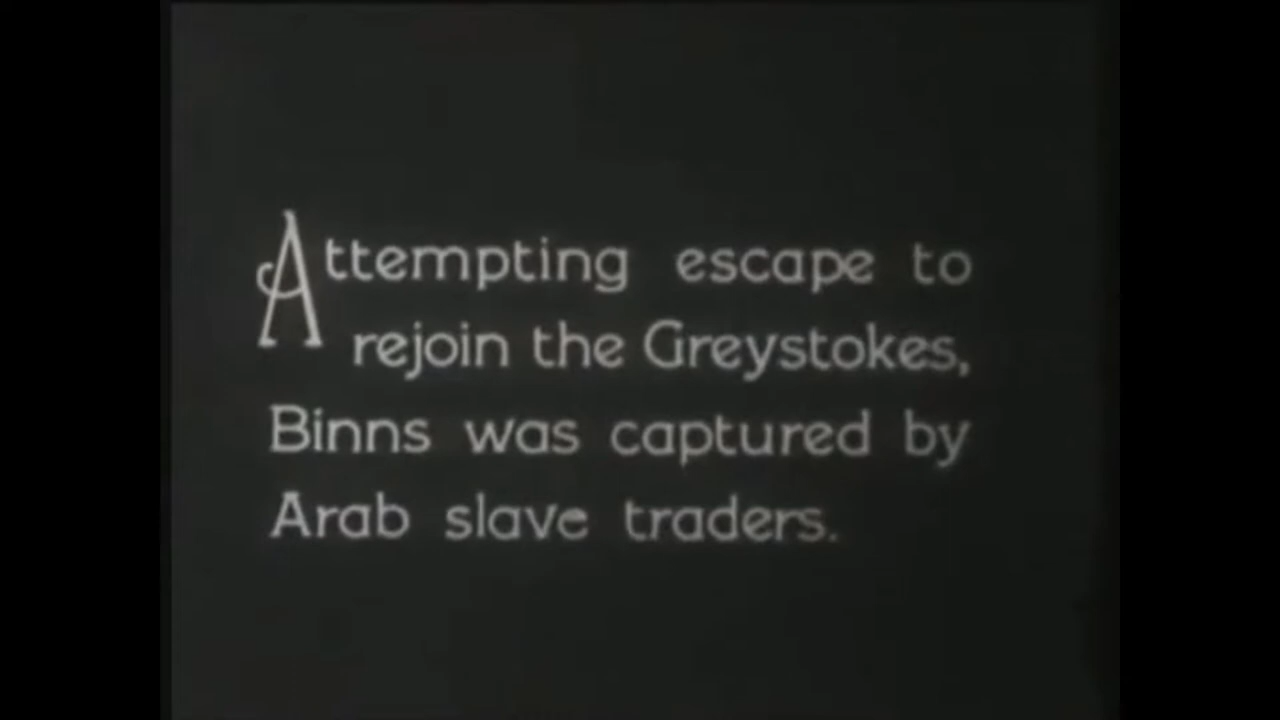 Attempting escape to
rejoin the Greystokes,
Binns was captured by
Arab slave traders.